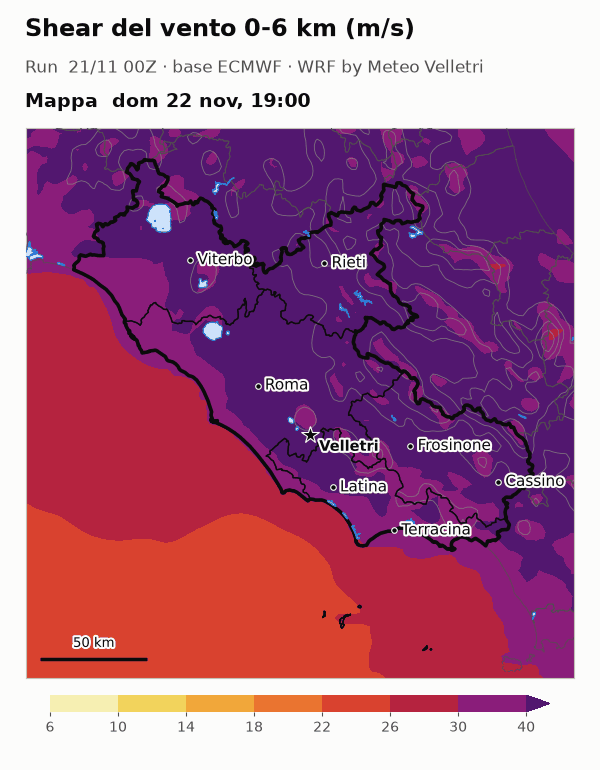 Shear del vento 0-6 km (m/s)
Run 21/11 00Z · base ECMWF · WRF by Meteo Velletri
Mappa dom 22 nov, 19:00
Viterbo
Rieti
Roma
Velletri
Frosinone
Latina
Cassino
Terracina
50 km
6 10 14 18 22 26 30 40